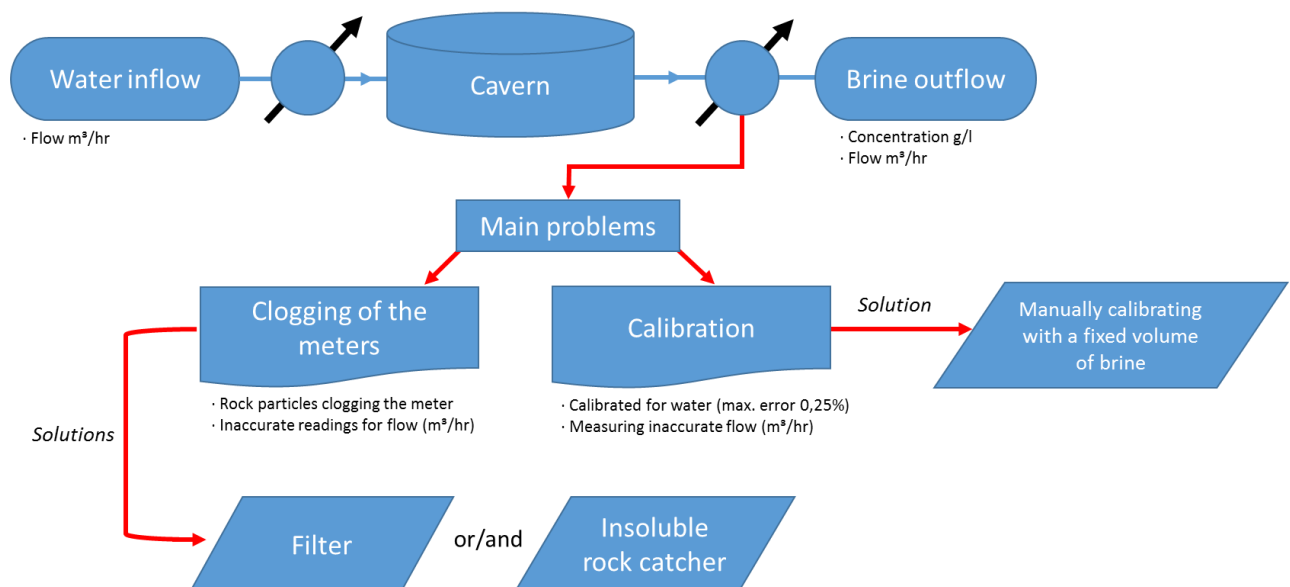 Water inflow
Cavern
Brine outflow
· Flow m³/hr
· Concentration g/l
· Flow m³/hr
Main problems
Clogging of the
meters
Calibration
Solution
Manually calibrating
with a fixed volume
of brine
· Rock particles clogging the meter
· Inaccurate readings for flow (m³/hr)
· Calibrated for water (max. error 0,25%)
· Measuring inaccurate flow (m³/hr)
Solutions
Filter
or/and
Insoluble
rock catcher